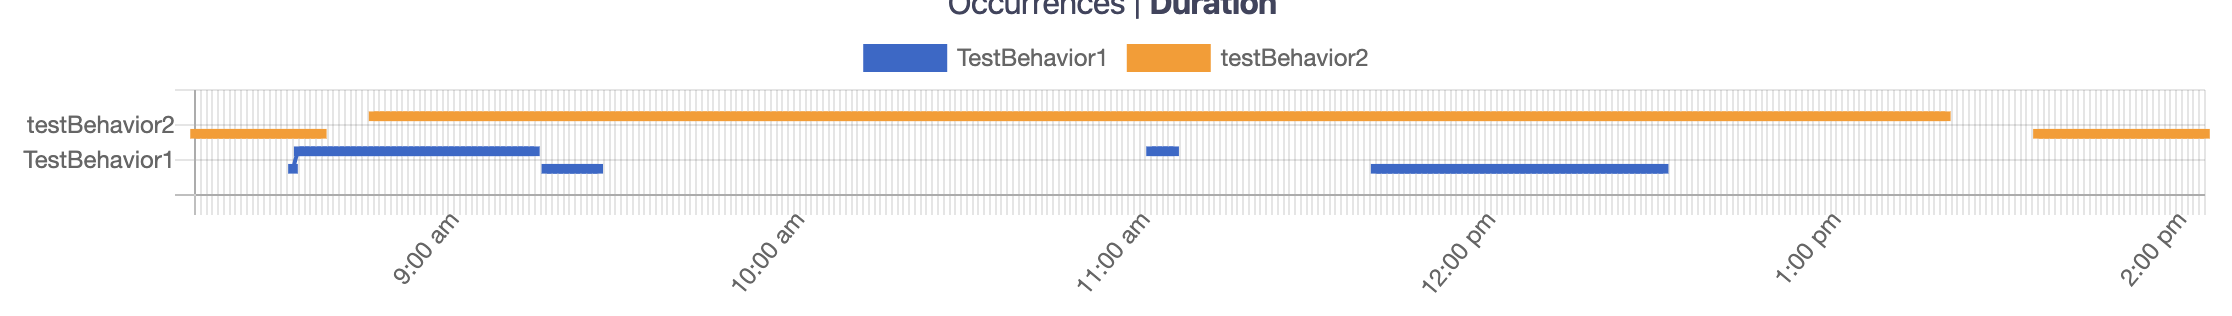 Occurrences | Duration
TestBehavior1 testBehavior2
testBehavior2
TestBehavior1
9:00 am 10:00 am 11:00 am 12:00 pm 1:00 pm 2:00 pm